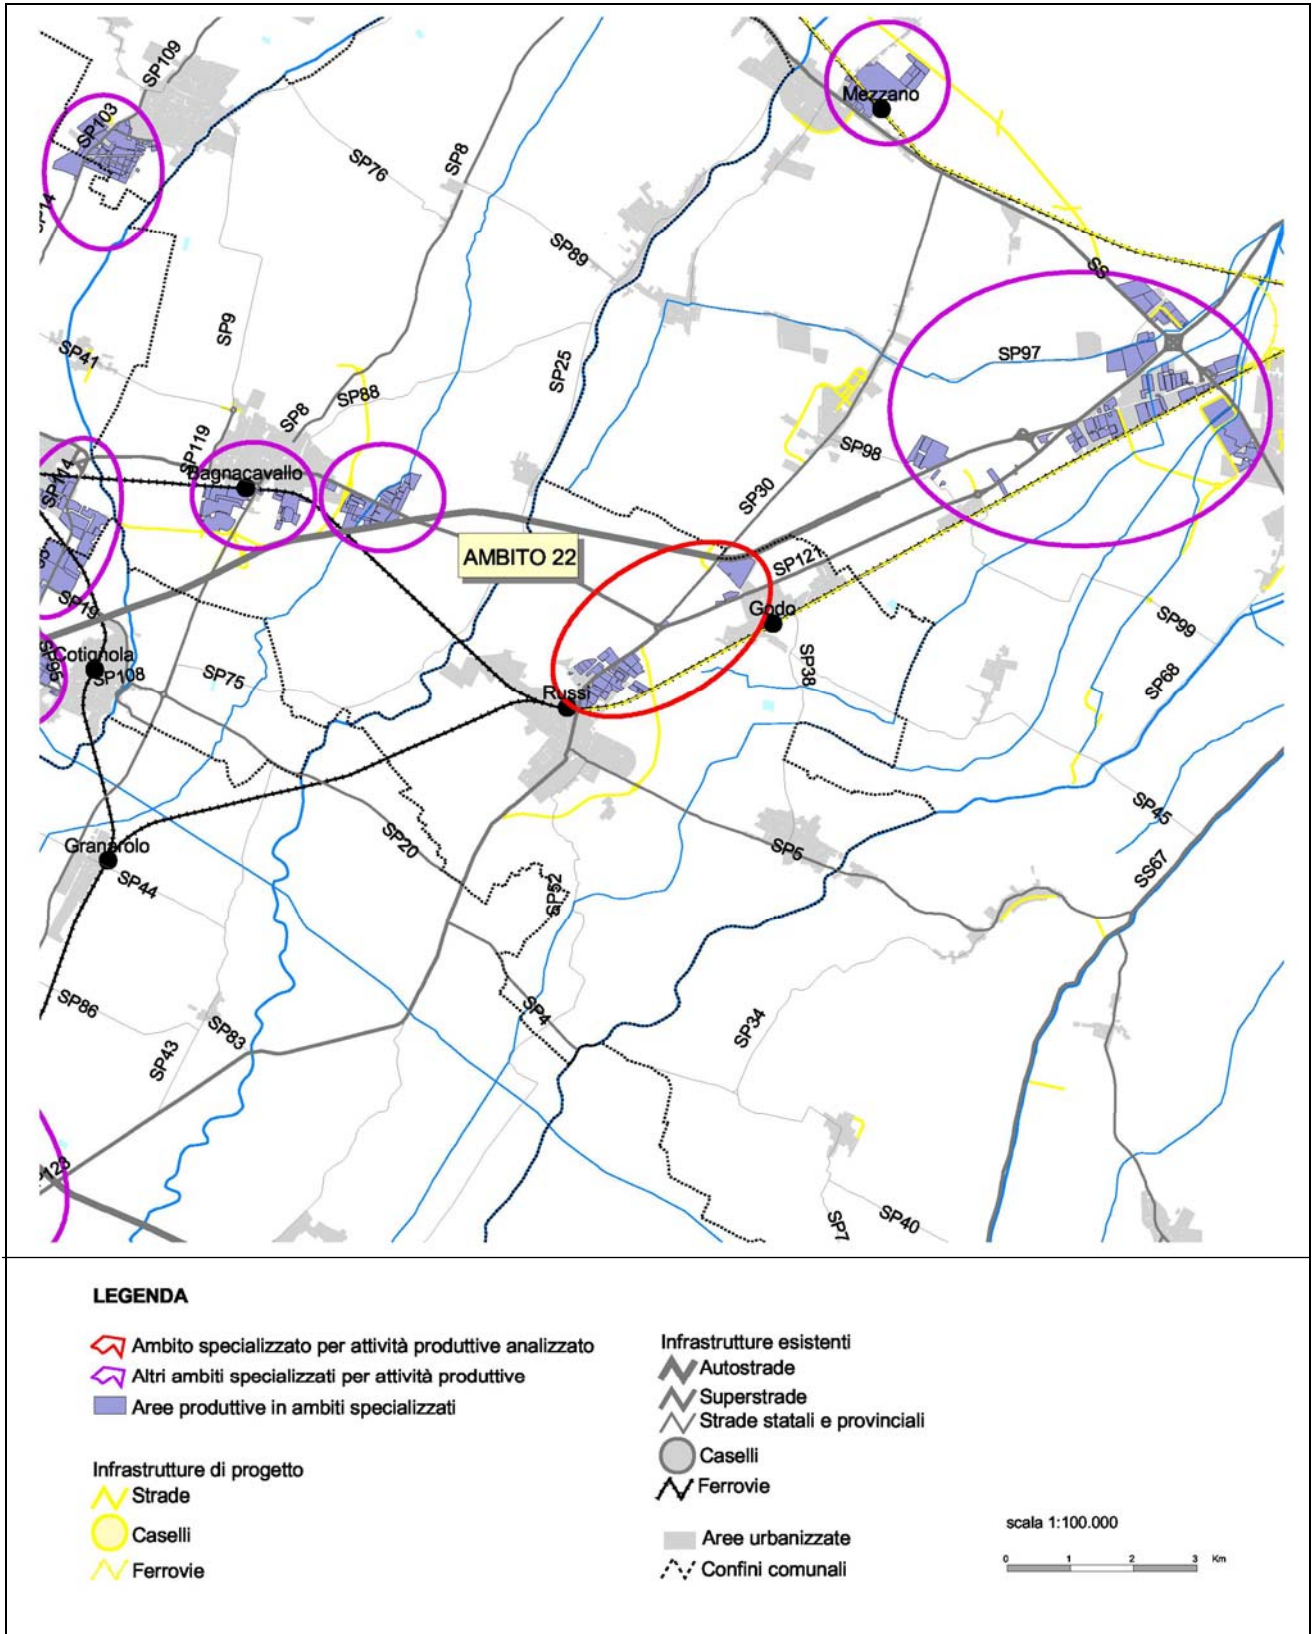 SP109
SP103
Mezzano
SP76
SP8
SP14
SP89
SP9
SP41
SP88
SP8
SP25
SP97
SP119
SP114
Bagnacavallo
SP98
SP30
AMBITO 22
SP121
Godo
SP19
SP99
Cotignola
SP95
SP108
SP75
SP38
SP68
Russi
SP45
SP20
SP5
Granarolo
SP44
SS67
SP52
SP86
SP83
SP4
SP34
SP43
SP7
SP40
LEGENDA
Ambito specializzato per attività produttive analizzato
Altri ambiti specializzati per attività produttive
Aree produttive in ambiti specializzati
Infrastrutture di progetto
Strade
Caselli
Ferrovie
Infrastrutture esistenti
Autostrade
Superstrade
Strade statali e provinciali
Caselli
Ferrovie
Aree urbanizzate
Confini comunali
scala 1:100.000
0 1 2 3 Km